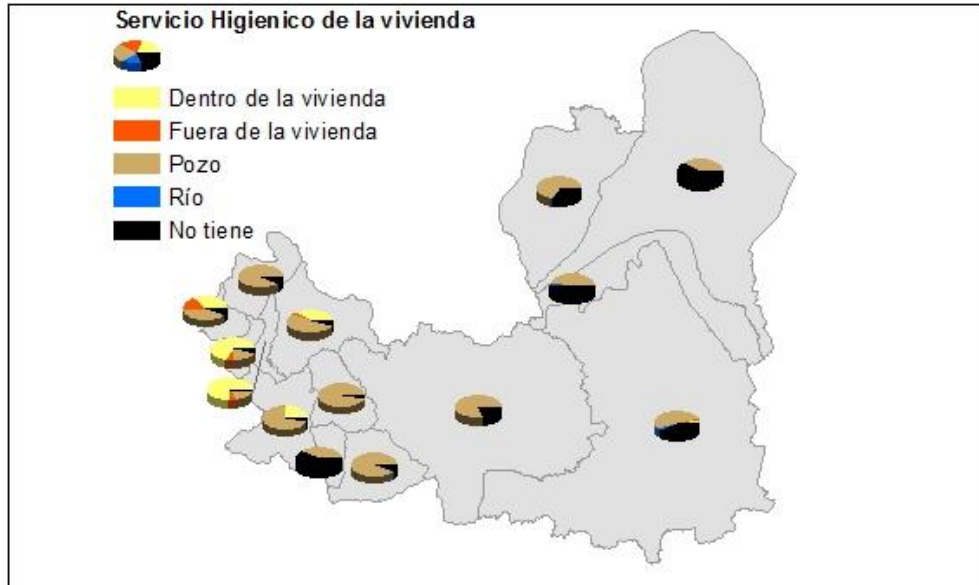 Servicio Higienico de la vivienda
Dentro de la vivienda
Fuera de la vivienda
Pozo
Río
No tiene